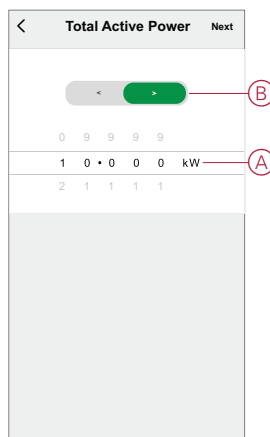 < Total Active Power Next
< >
B
0 9 9 9 9
1 0 • 0 0 0 kW
A
2 1 1 1 1